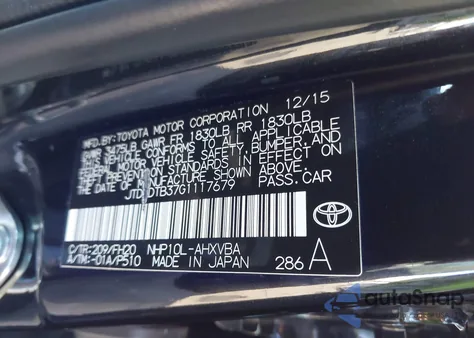 MFD. BY: TOYOTA MOTOR CORPORATION 12/15
GVWR 3475LB GAWR FR 1830LB RR 1830LB
THIS VEHICLE CONFORMS TO ALL APPLICABLE
FEDERAL MOTOR VEHICLE SAFETY, BUMPER, AND
THEFT PREVENTION STANDARDS IN EFFECT ON
THE DATE OF MANUFACTURE SHOWN ABOVE.
JTDKDTB37G1117679 PASS. CAR
C/TR: 209/FH20 NHP10L-AHXVBA
A/TM: -01A/P510 MADE IN JAPAN 286 A
autoSnap